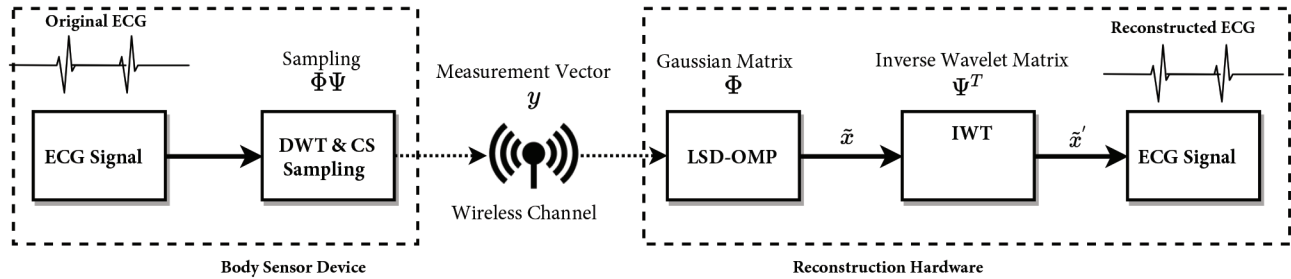 Original ECG
Sampling
ΦΨ
ECG Signal
DWT & CS
Sampling
Body Sensor Device
Measurement Vector
y
Wireless Channel
Gaussian Matrix
Φ
LSD-OMP
x̃
Inverse Wavelet Matrix
Ψᵀ
IWT
x̃′
Reconstructed ECG
ECG Signal
Reconstruction Hardware